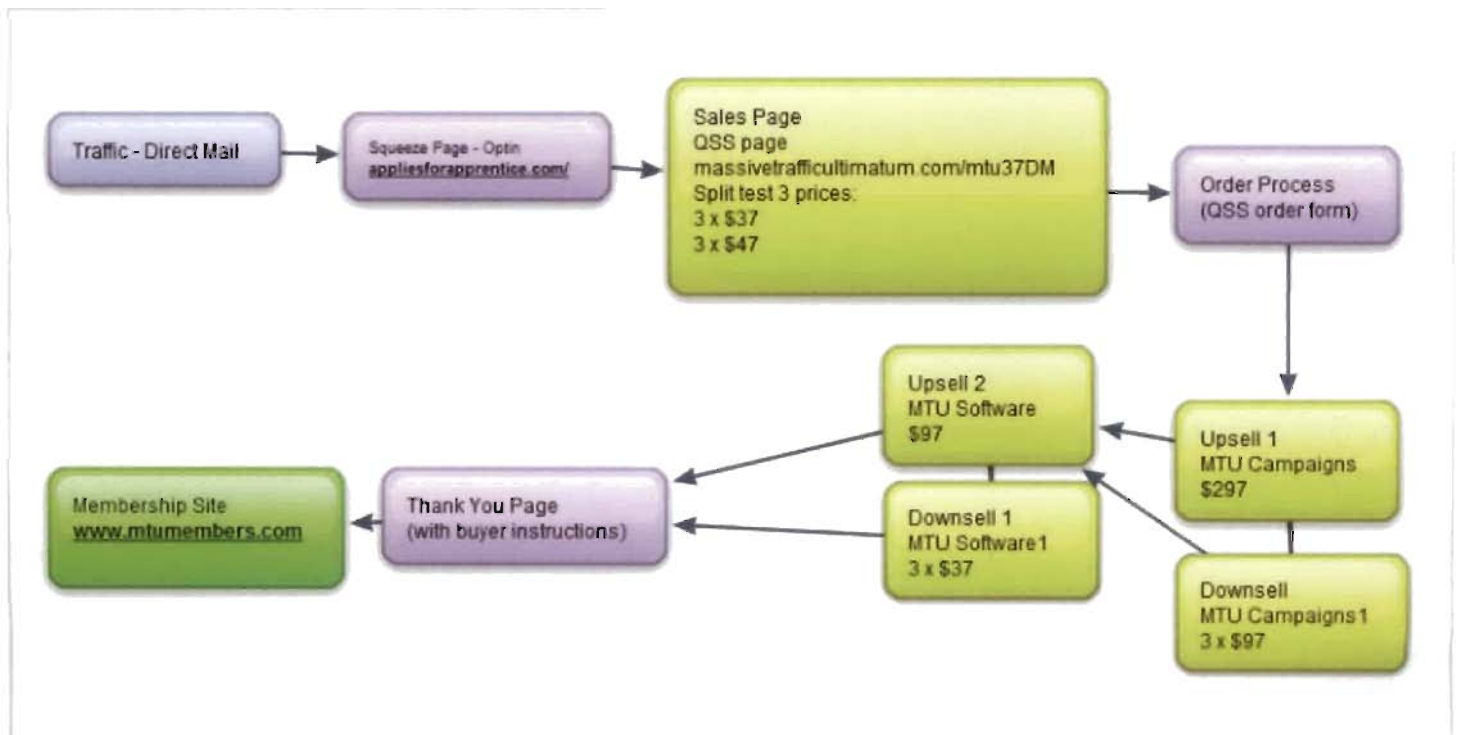 Traffic - Direct Mail
Squeeze Page - Optin
appliesforapprentice.com/
Sales Page
QSS page
massivetrafficultimatum.com/mtu37DM
Split test 3 prices:
3 x $37
3 x $47
Order Process
(QSS order form)
Upsell 1
MTU Campaigns
$297
Downsell
MTU Campaigns1
3 x $97
Upsell 2
MTU Software
$97
Downsell 1
MTU Software1
3 x $37
Thank You Page
(with buyer instructions)
Membership Site
www.mtumembers.com